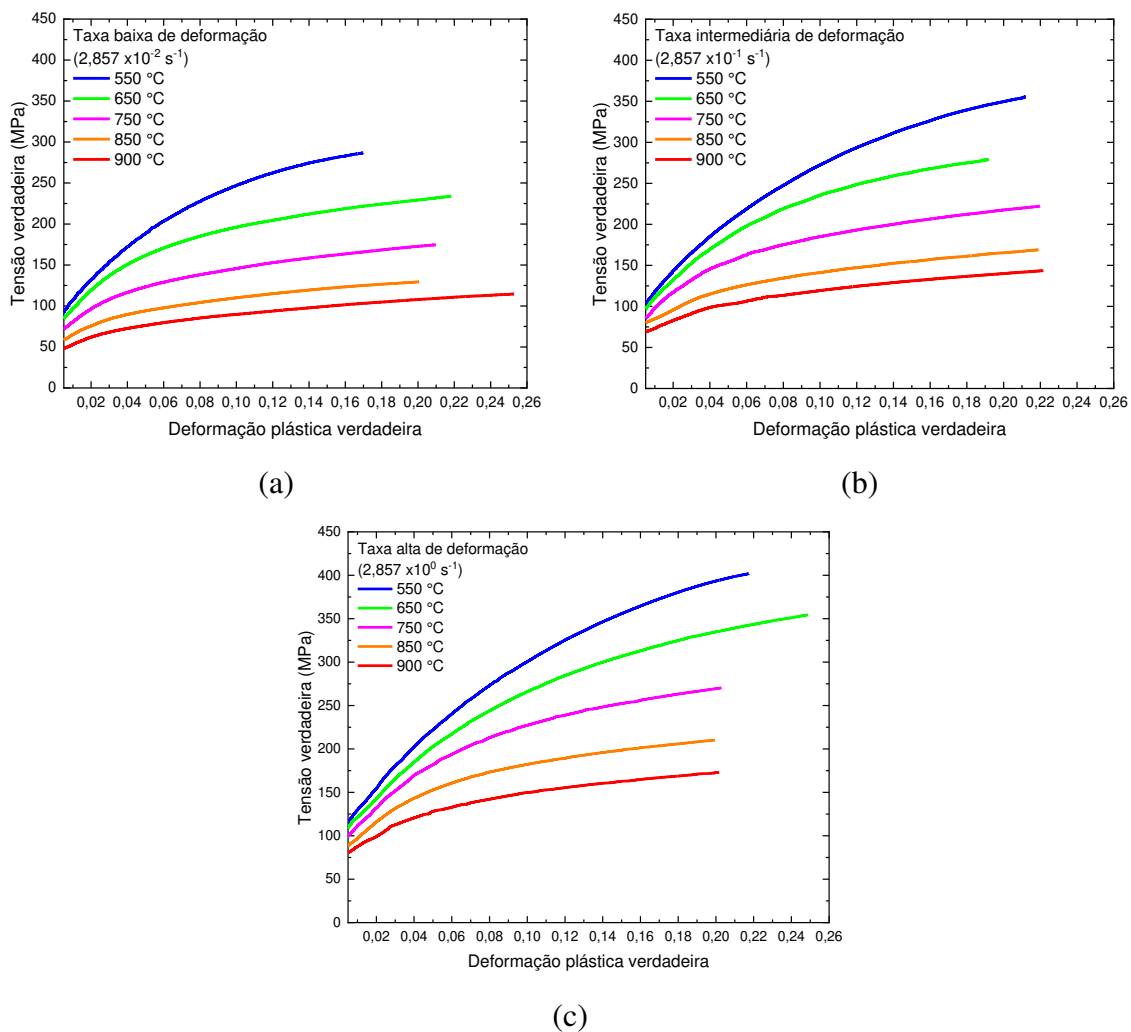 Taxa baixa de deformação
(2,857 x10⁻² s⁻¹)
550 °C
650 °C
750 °C
850 °C
900 °C
450
400
350
300
250
200
150
100
50
0
0,02 0,04 0,06 0,08 0,10 0,12 0,14 0,16 0,18 0,20 0,22 0,24 0,26
Tensão verdadeira (MPa)
Deformação plástica verdadeira
(a)
Taxa intermediária de deformação
(2,857 x10⁻¹ s⁻¹)
550 °C
650 °C
750 °C
850 °C
900 °C
450
400
350
300
250
200
150
100
50
0
0,02 0,04 0,06 0,08 0,10 0,12 0,14 0,16 0,18 0,20 0,22 0,24 0,26
Tensão verdadeira (MPa)
Deformação plástica verdadeira
(b)
Taxa alta de deformação
(2,857 x10⁰ s⁻¹)
550 °C
650 °C
750 °C
850 °C
900 °C
450
400
350
300
250
200
150
100
50
0
0,02 0,04 0,06 0,08 0,10 0,12 0,14 0,16 0,18 0,20 0,22 0,24 0,26
Tensão verdadeira (MPa)
Deformação plástica verdadeira
(c)